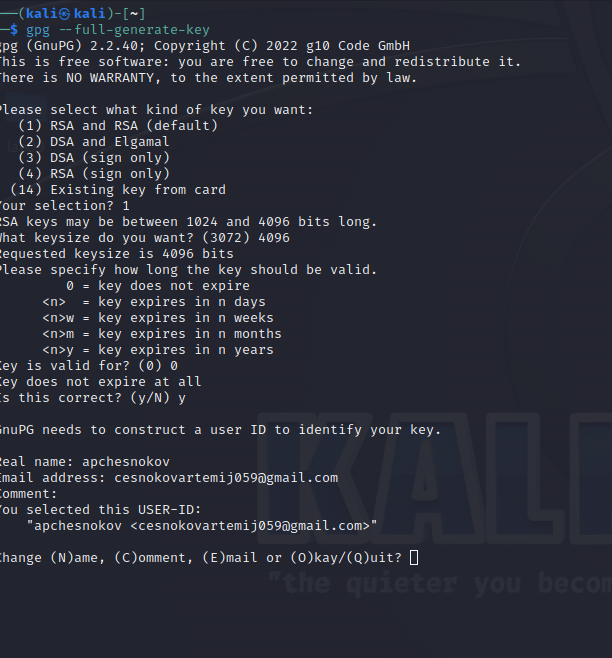 ──(kali㉿kali)-[~]
─$ gpg --full-generate-key
gpg (GnuPG) 2.2.40; Copyright (C) 2022 g10 Code GmbH
This is free software: you are free to change and redistribute it.
There is NO WARRANTY, to the extent permitted by law.

Please select what kind of key you want:
   (1) RSA and RSA (default)
   (2) DSA and Elgamal
   (3) DSA (sign only)
   (4) RSA (sign only)
  (14) Existing key from card
Your selection? 1
RSA keys may be between 1024 and 4096 bits long.
What keysize do you want? (3072) 4096
Requested keysize is 4096 bits
Please specify how long the key should be valid.
         0 = key does not expire
      <n>  = key expires in n days
      <n>w = key expires in n weeks
      <n>m = key expires in n months
      <n>y = key expires in n years
Key is valid for? (0) 0
Key does not expire at all
Is this correct? (y/N) y

GnuPG needs to construct a user ID to identify your key.

Real name: apchesnokov
Email address: cesnokovartemij059@gmail.com
Comment:
You selected this USER-ID:
    "apchesnokov <cesnokovartemij059@gmail.com>"

Change (N)ame, (C)omment, (E)mail or (O)kay/(Q)uit?
KALI
"the quieter you becom